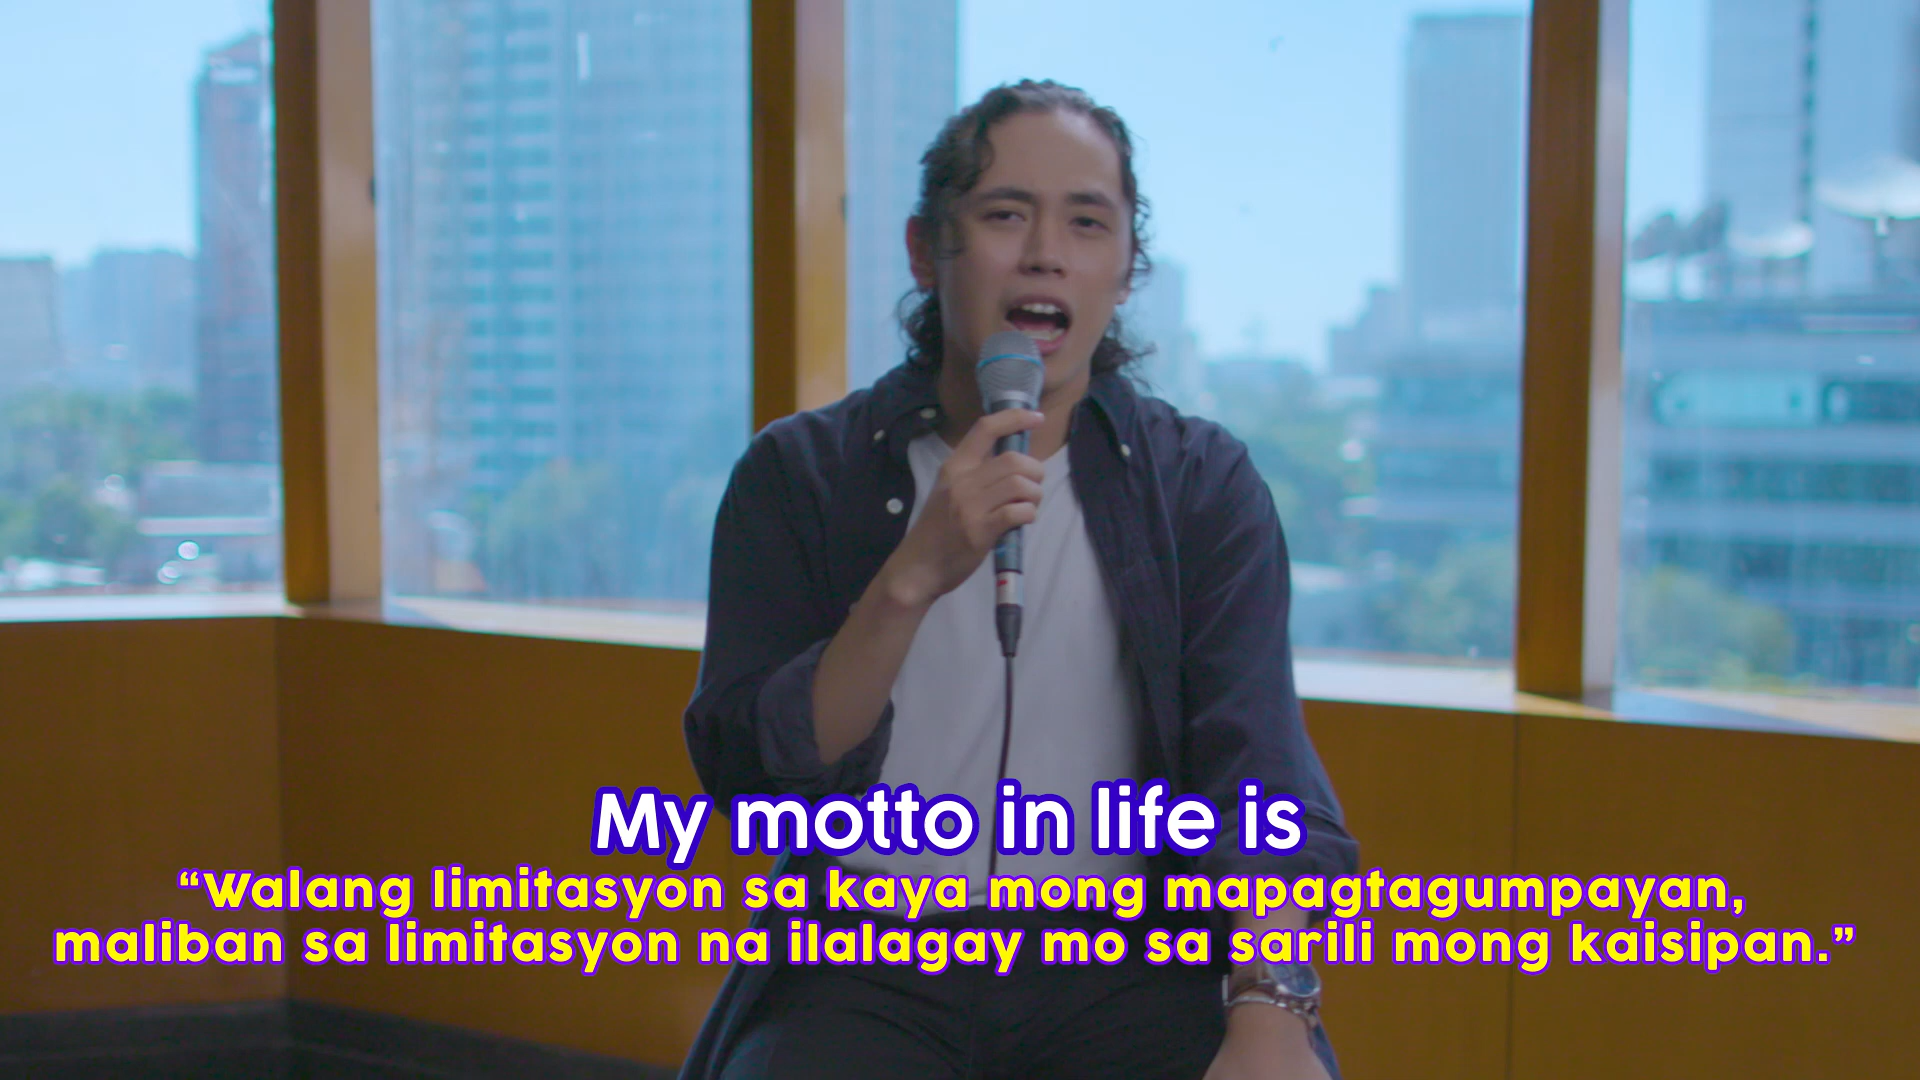 My motto in life is
“Walang limitasyon sa kaya mong mapagtagumpayan,
maliban sa limitasyon na ilalagay mo sa sarili mong kaisipan.”